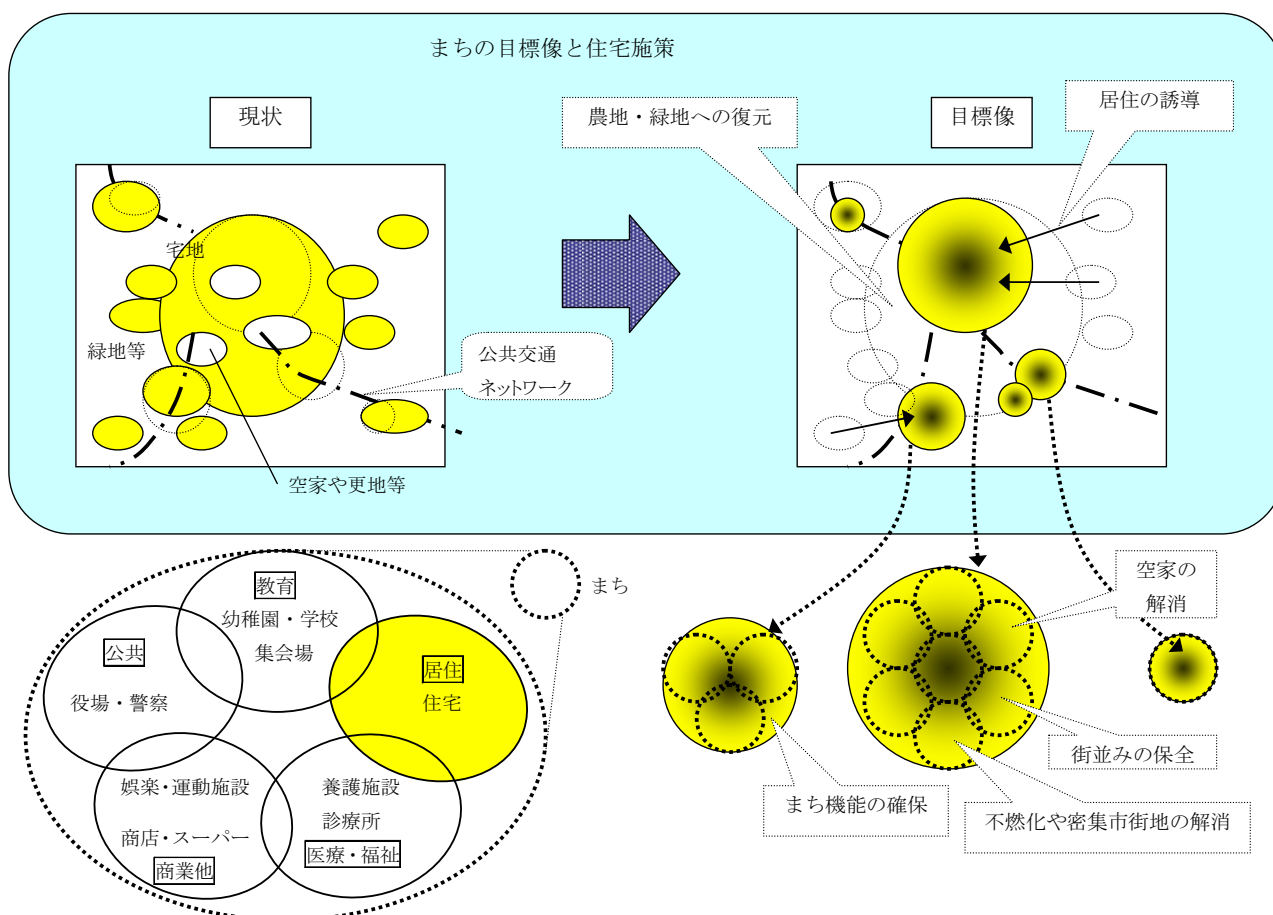 まちの目標像と住宅施策
現状
農地・緑地への復元
目標像
居住の誘導
宅地
緑地等
公共交通
ネットワーク
空家や更地等
まち
教育
幼稚園・学校
集会場
公共
役場・警察
居住
住宅
娯楽・運動施設
商店・スーパー
商業他
養護施設
診療所
医療・福祉
空家の
解消
街並みの保全
まち機能の確保
不燃化や密集市街地の解消